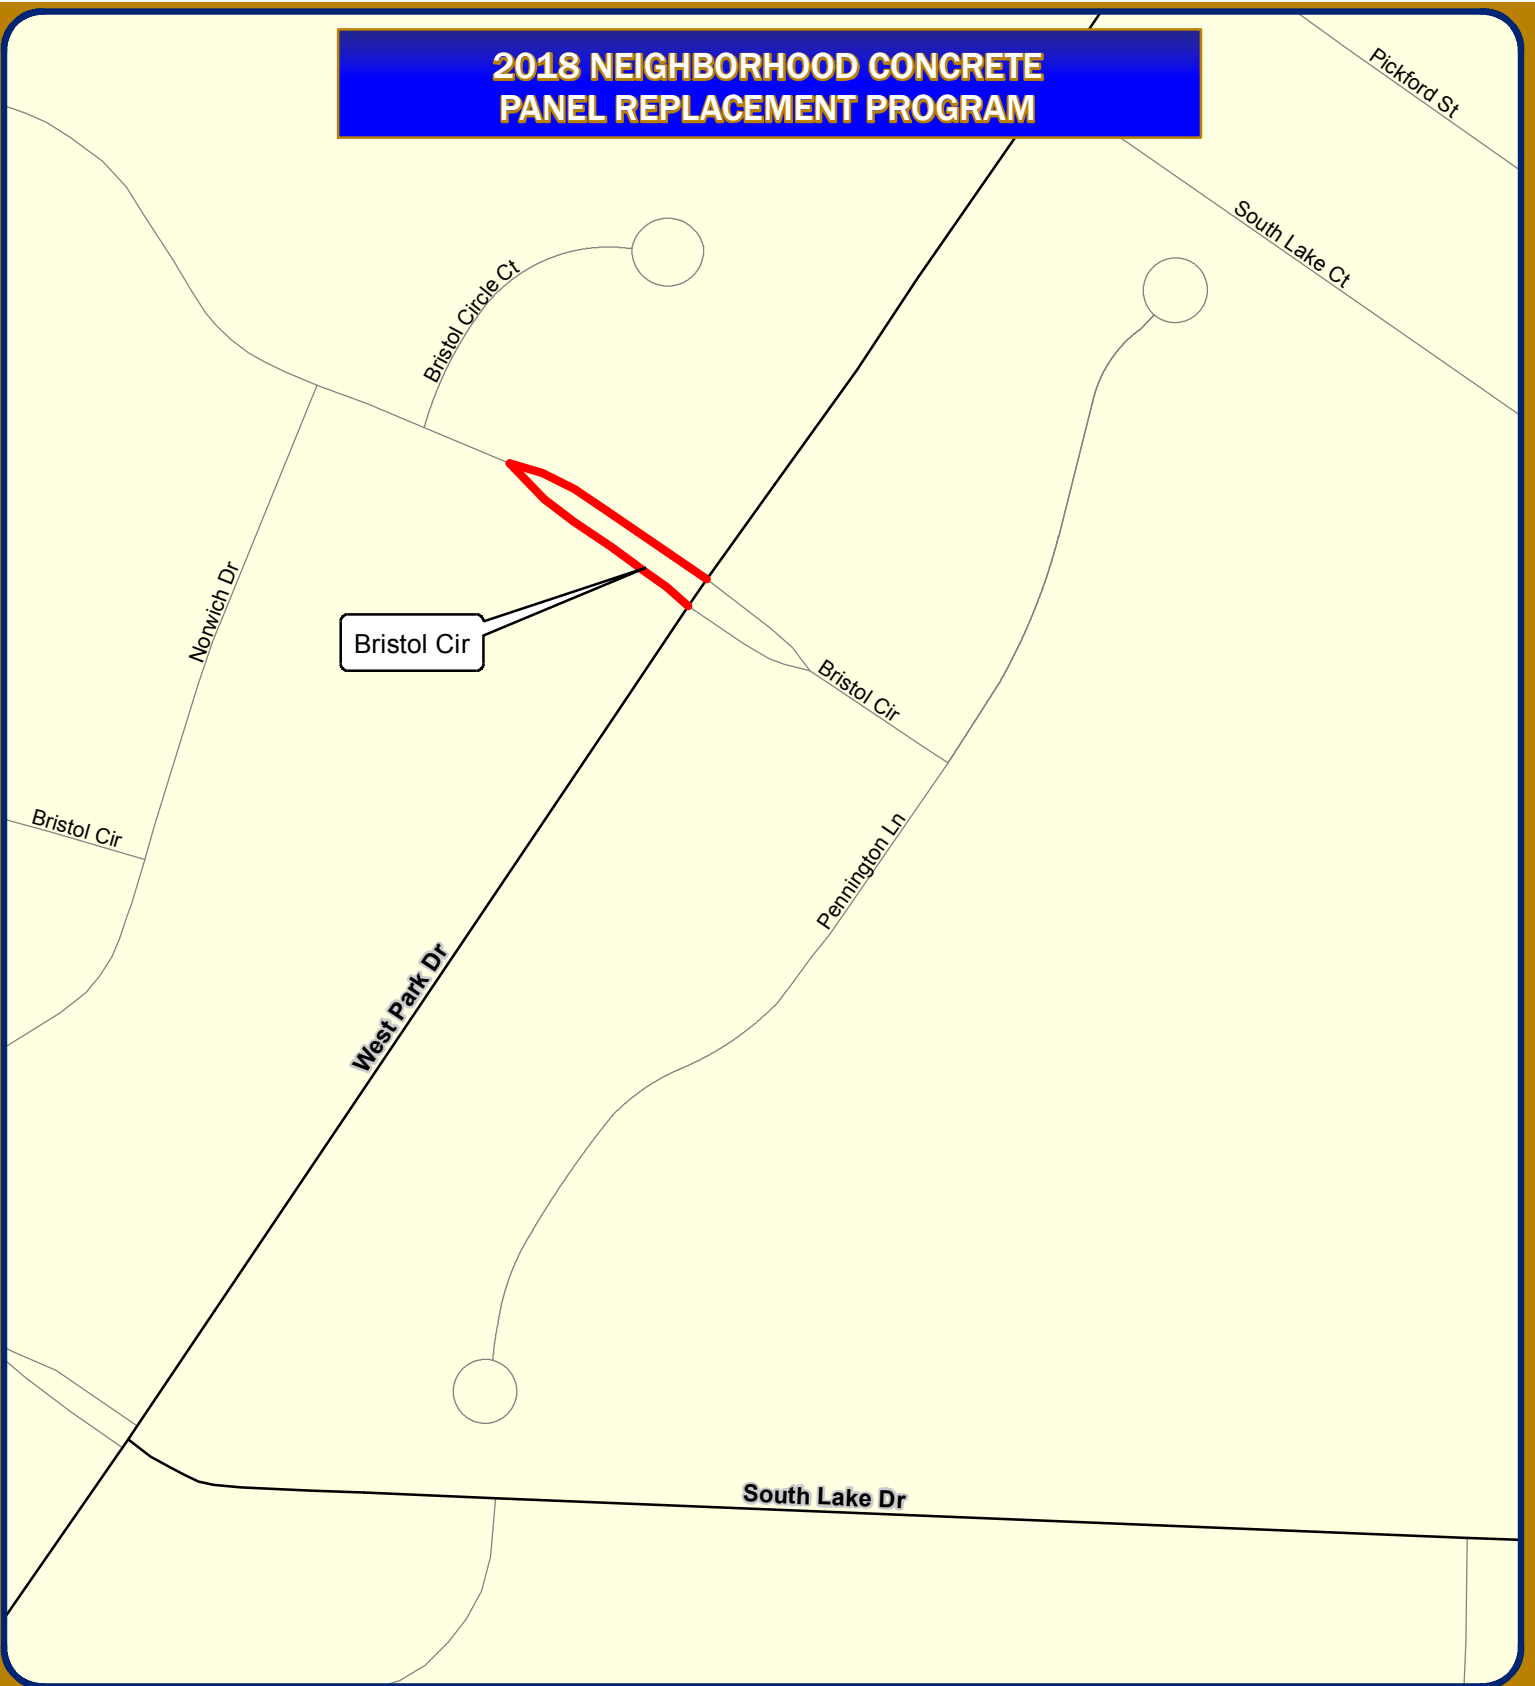 2018 NEIGHBORHOOD CONCRETE
PANEL REPLACEMENT PROGRAM
Pickford St
South Lake Ct
Bristol Circle Ct
Norwich Dr
Bristol Cir
Bristol Cir
Bristol Cir
Pennington Ln
West Park Dr
South Lake Dr